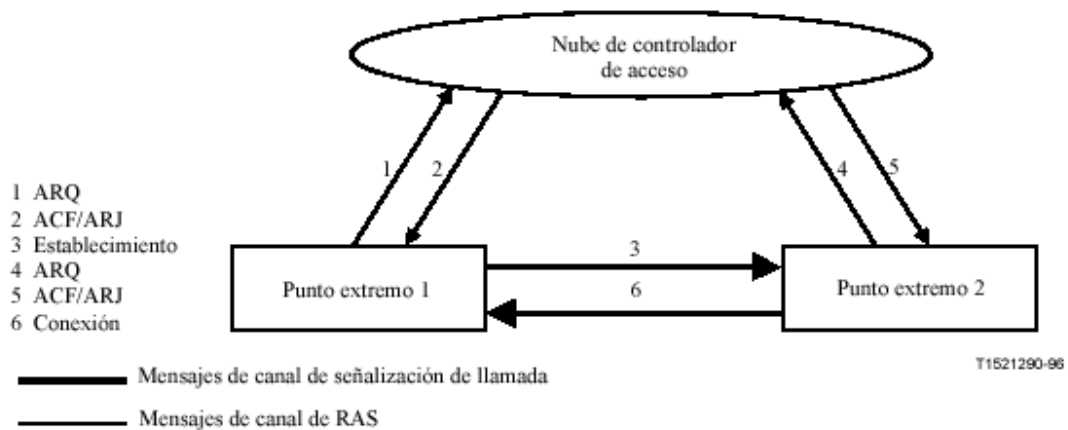 Nube de controlador
de acceso
1
2
4
5
1 ARQ
2 ACF/ARJ
3 Establecimiento
4 ARQ
5 ACF/ARJ
6 Conexión
3
Punto extremo 1
6
Punto extremo 2
T1521290-96
Mensajes de canal de señalización de llamada
Mensajes de canal de RAS